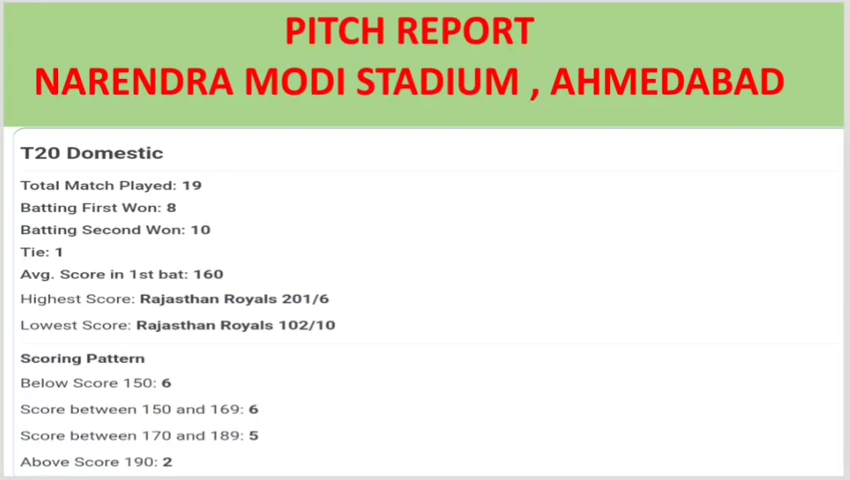 PITCH REPORT
NARENDRA MODI STADIUM , AHMEDABAD
T20 Domestic
Total Match Played: 19
Batting First Won: 8
Batting Second Won: 10
Tie: 1
Avg. Score in 1st bat: 160
Highest Score: Rajasthan Royals 201/6
Lowest Score: Rajasthan Royals 102/10
Scoring Pattern
Below Score 150: 6
Score between 150 and 169: 6
Score between 170 and 189: 5
Above Score 190: 2